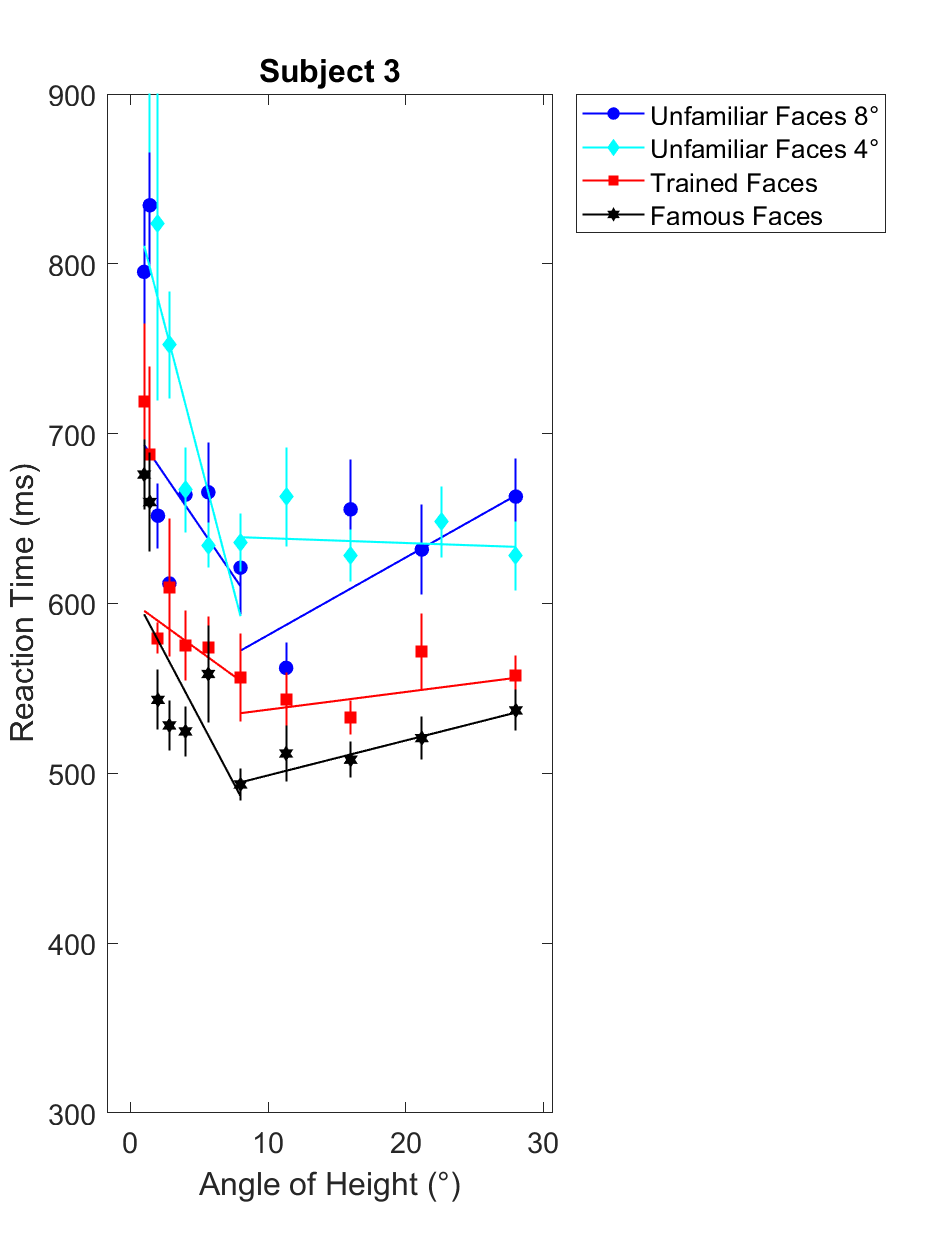 Subject 3
900
800
700
600
500
400
300
0 10 20 30
Reaction Time (ms)
Angle of Height (°)
Unfamiliar Faces 8°
Unfamiliar Faces 4°
Trained Faces
Famous Faces